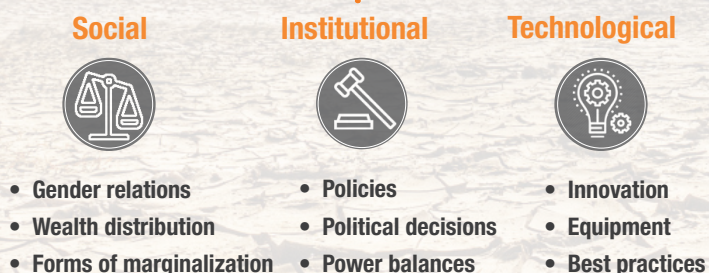 Social
Institutional
Technological
• Gender relations
• Wealth distribution
• Forms of marginalization
• Policies
• Political decisions
• Power balances
• Innovation
• Equipment
• Best practices